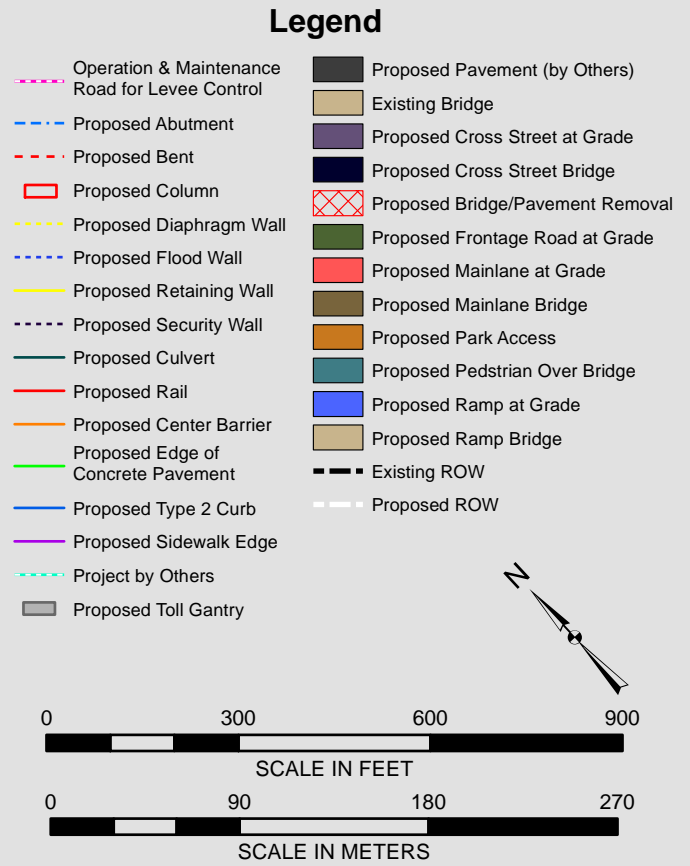 Legend
Operation & Maintenance
Road for Levee Control
Proposed Abutment
Proposed Bent
Proposed Column
Proposed Diaphragm Wall
Proposed Flood Wall
Proposed Retaining Wall
Proposed Security Wall
Proposed Culvert
Proposed Rail
Proposed Center Barrier
Proposed Edge of
Concrete Pavement
Proposed Type 2 Curb
Proposed Sidewalk Edge
Project by Others
Proposed Toll Gantry
Proposed Pavement (by Others)
Existing Bridge
Proposed Cross Street at Grade
Proposed Cross Street Bridge
Proposed Bridge/Pavement Removal
Proposed Frontage Road at Grade
Proposed Mainlane at Grade
Proposed Mainlane Bridge
Proposed Park Access
Proposed Pedstrian Over Bridge
Proposed Ramp at Grade
Proposed Ramp Bridge
Existing ROW
Proposed ROW
N
0 300 600 900
SCALE IN FEET
0 90 180 270
SCALE IN METERS